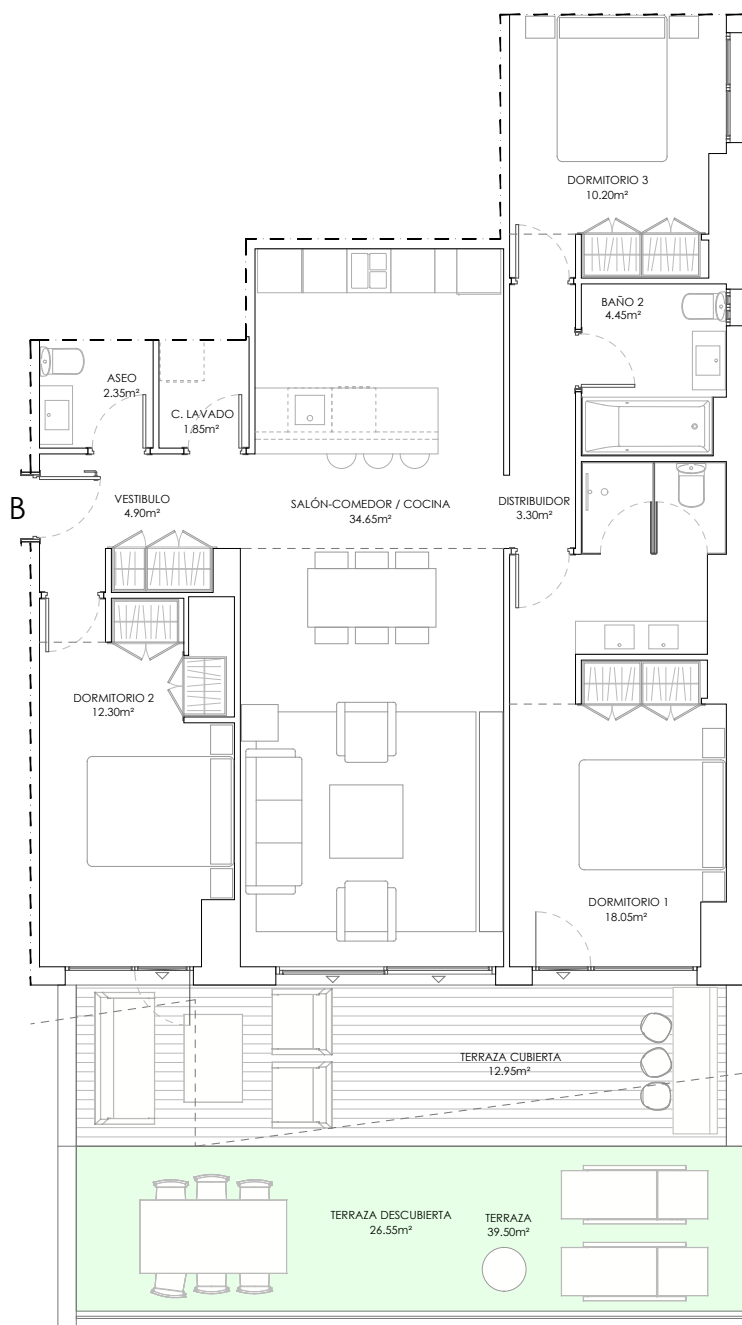 DORMITORIO 3
10.20m²
BAÑO 2
4.45m²
ASEO
2.35m²
C. LAVADO
1.85m²
B
VESTIBULO
4.90m²
SALÓN-COMEDOR / COCINA
34.65m²
DISTRIBUIDOR
3.30m²
DORMITORIO 2
12.30m²
DORMITORIO 1
18.05m²
TERRAZA CUBIERTA
12.95m²
TERRAZA DESCUBIERTA
26.55m²
TERRAZA
39.50m²